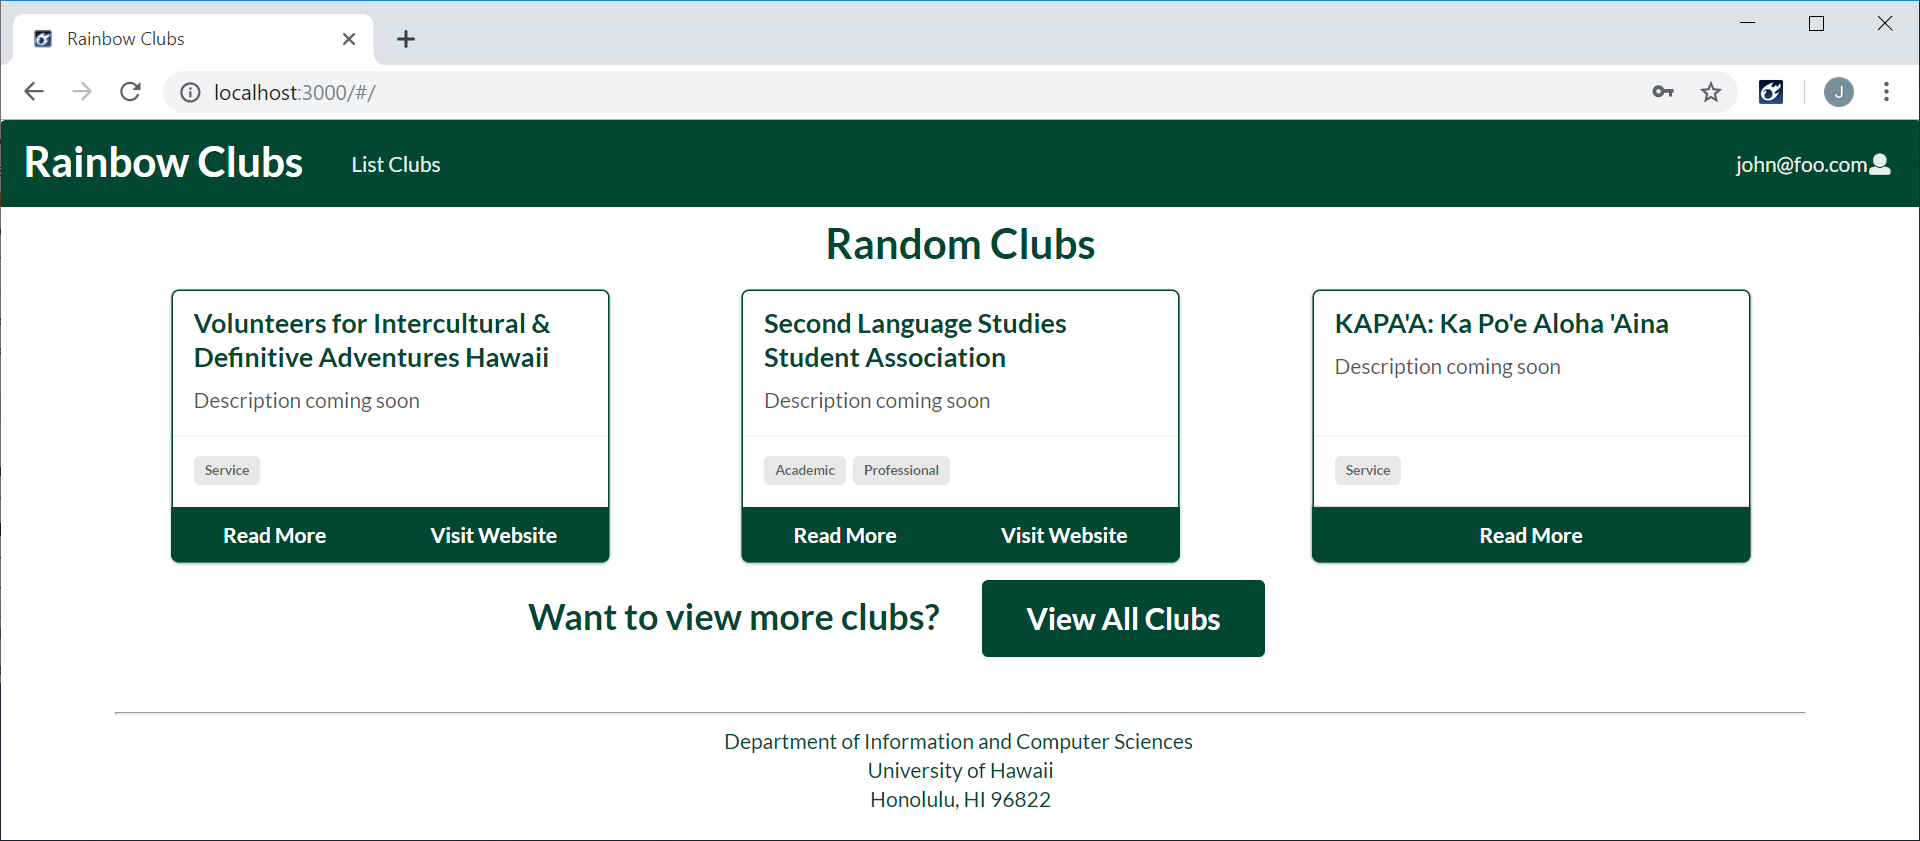 Rainbow Clubs
localhost:3000/#/
J
Rainbow Clubs
List Clubs
john@foo.com
Random Clubs
Volunteers for Intercultural &
Definitive Adventures Hawaii
Description coming soon
Service
Read More
Visit Website
Second Language Studies
Student Association
Description coming soon
Academic
Professional
Read More
Visit Website
KAPA'A: Ka Po'e Aloha 'Aina
Description coming soon
Service
Read More
Want to view more clubs?
View All Clubs
Department of Information and Computer Sciences
University of Hawaii
Honolulu, HI 96822